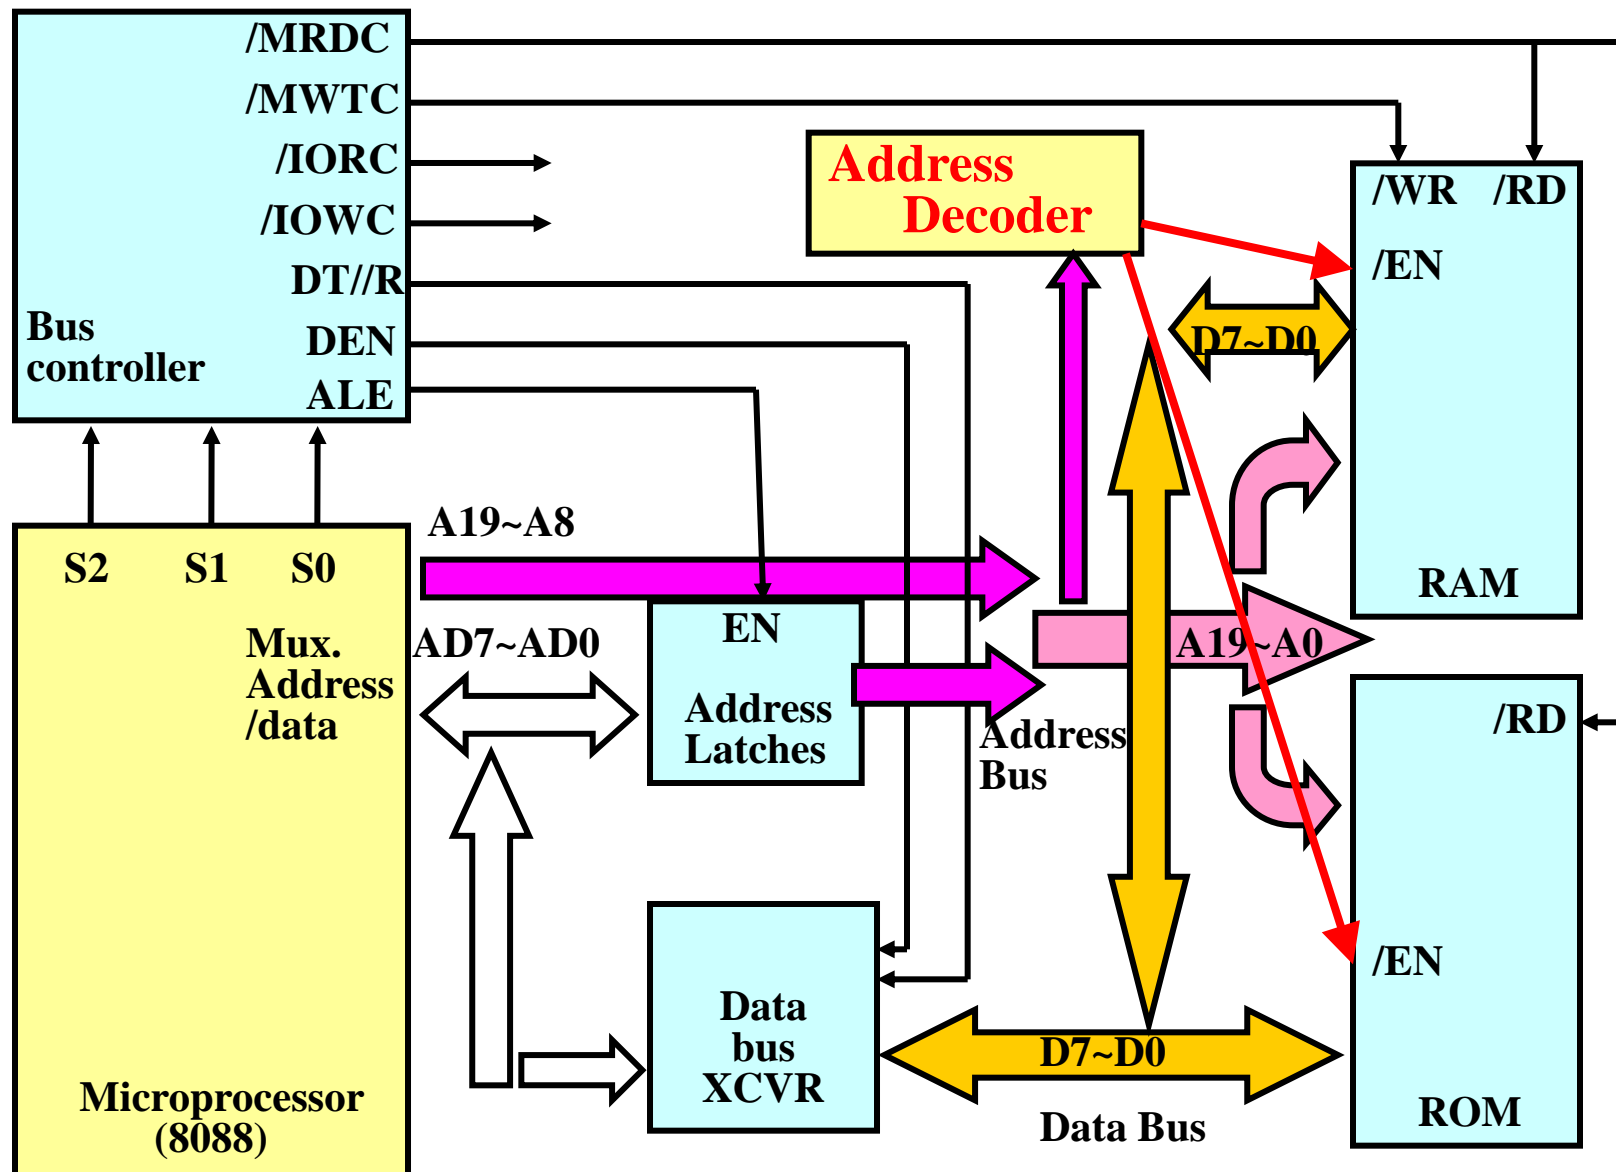 /MRDC
/MWTC
/IORC
/IOWC
DT//R
DEN
ALE
Bus
controller
Address
Decoder
/WR /RD
/EN
D7~D0
RAM
S2 S1 S0
A19~A8
Mux.
Address
/data
AD7~AD0
EN
Address
Latches
A19~A0
Address
Bus
/RD
/EN
ROM
Data
bus
XCVR
D7~D0
Data Bus
Microprocessor
(8088)